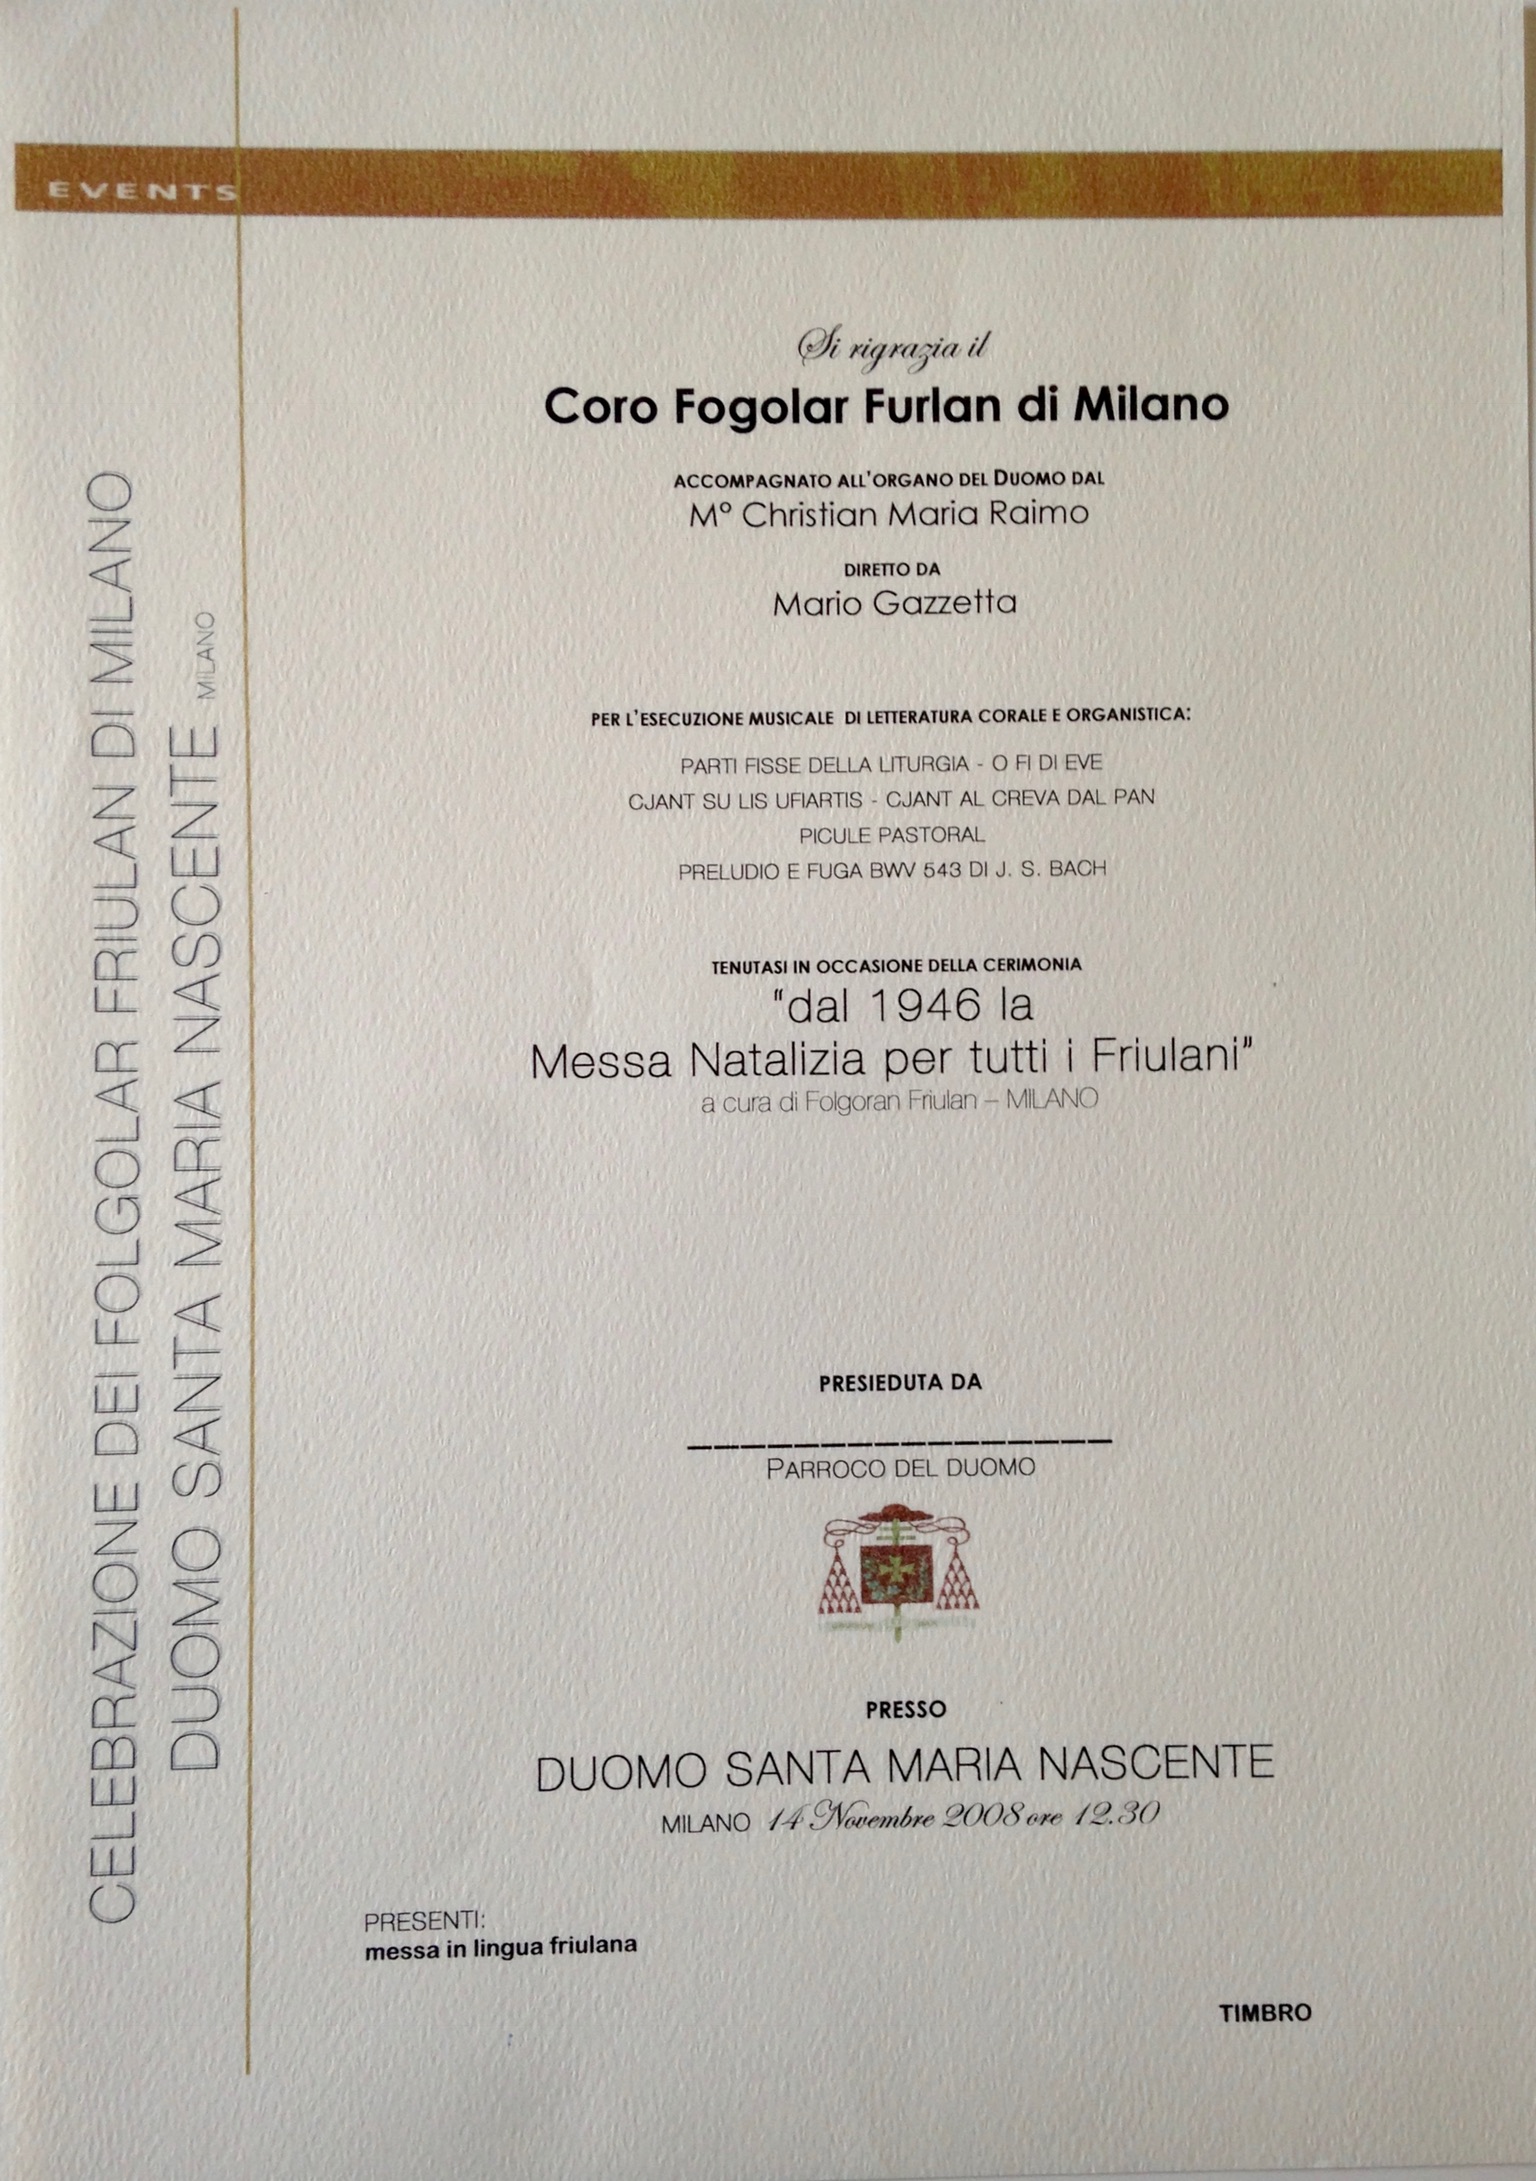 EVENTS
CELEBRAZIONE DEI FOLGOLAR FRIULAN DI MILANO
DUOMO SANTA MARIA NASCENTE MILANO
Si rigrazia il
Coro Fogolar Furlan di Milano
ACCOMPAGNATO ALL'ORGANO DEL DUOMO DAL
M° Christian Maria Raimo
DIRETTO DA
Mario Gazzetta
PER L'ESECUZIONE MUSICALE DI LETTERATURA CORALE E ORGANISTICA:
PARTI FISSE DELLA LITURGIA - O FI DI EVE
CJANT SU LIS UFIARTIS - CJANT AL CREVA DAL PAN
PICULE PASTORAL
PRELUDIO E FUGA BWV 543 DI J. S. BACH
TENUTASI IN OCCASIONE DELLA CERIMONIA
"dal 1946 la
Messa Natalizia per tutti i Friulani"
a cura di Folgoran Friulan – MILANO
PRESIEDUTA DA
________________
PARROCO DEL DUOMO
PRESSO
DUOMO SANTA MARIA NASCENTE
MILANO 14 Novembre 2008 ore 12.30
PRESENTI:
messa in lingua friulana
TIMBRO